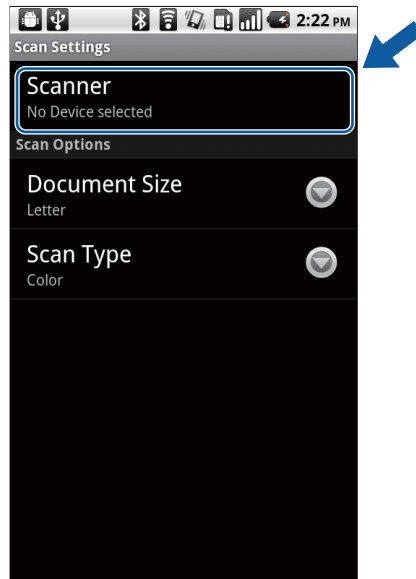 2:22 PM
Scan Settings
Scanner
No Device selected
Scan Options
Document Size
Letter
Scan Type
Color